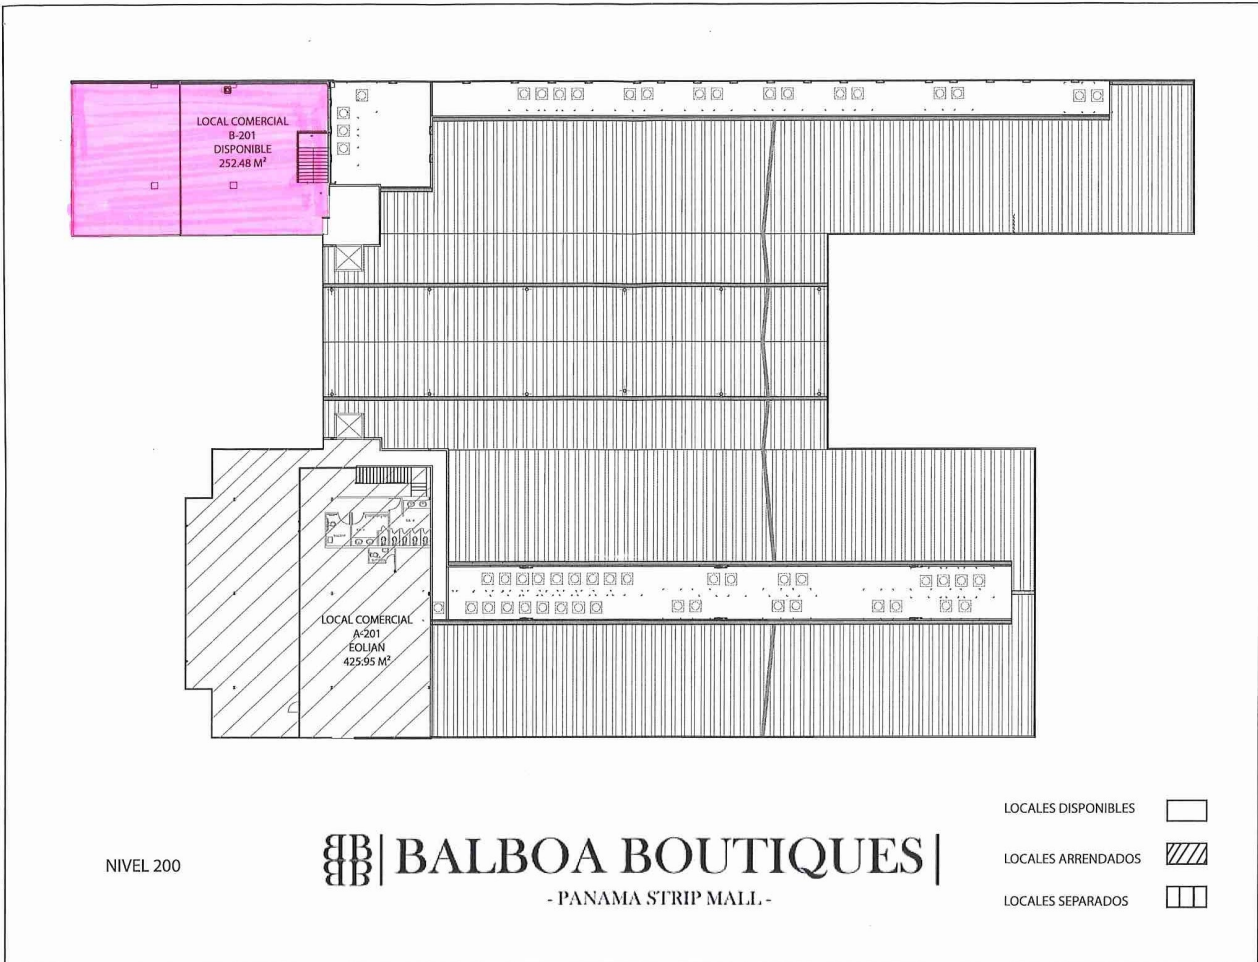 LOCAL COMERCIAL
B-201
DISPONIBLE
252.48 M²
LOCAL COMERCIAL
A-201
EOLIAN
425.95 M²
NIVEL 200
BB
BB
BALBOA BOUTIQUES
- PANAMA STRIP MALL -
LOCALES DISPONIBLES
LOCALES ARRENDADOS
LOCALES SEPARADOS